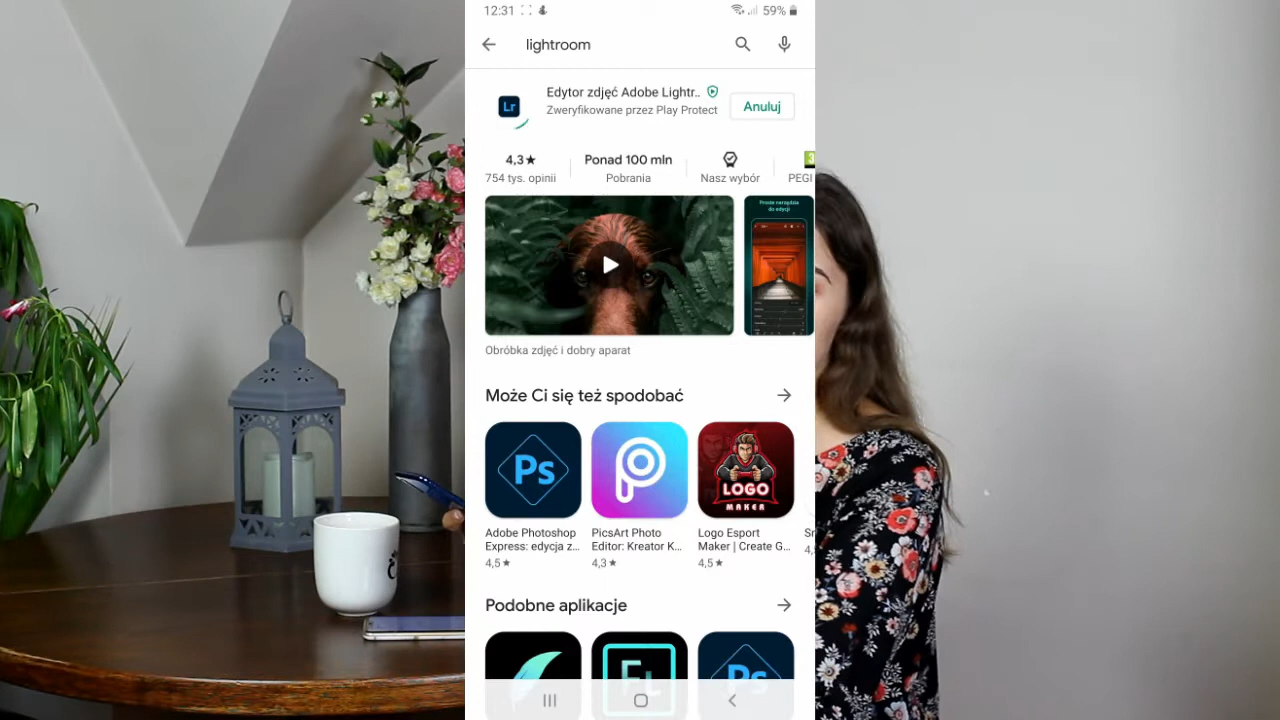 12:31
59%
lightroom
Lr
Edytor zdjęć Adobe Lightr..
Zweryfikowane przez Play Protect
Anuluj
4,3★
754 tys. opinii
Ponad 100 mln
Pobrania
Nasz wybór
3
PEGI
Proste narzędzia
do edycji
Obróbka zdjęć i dobry aparat
Może Ci się też spodobać
Ps
LOGO
MAKER
Adobe Photoshop
Express: edycja z...
4,5★
PicsArt Photo
Editor: Kreator K...
4,3★
Logo Esport
Maker | Create G...
4,5★
Podobne aplikacje
Ps